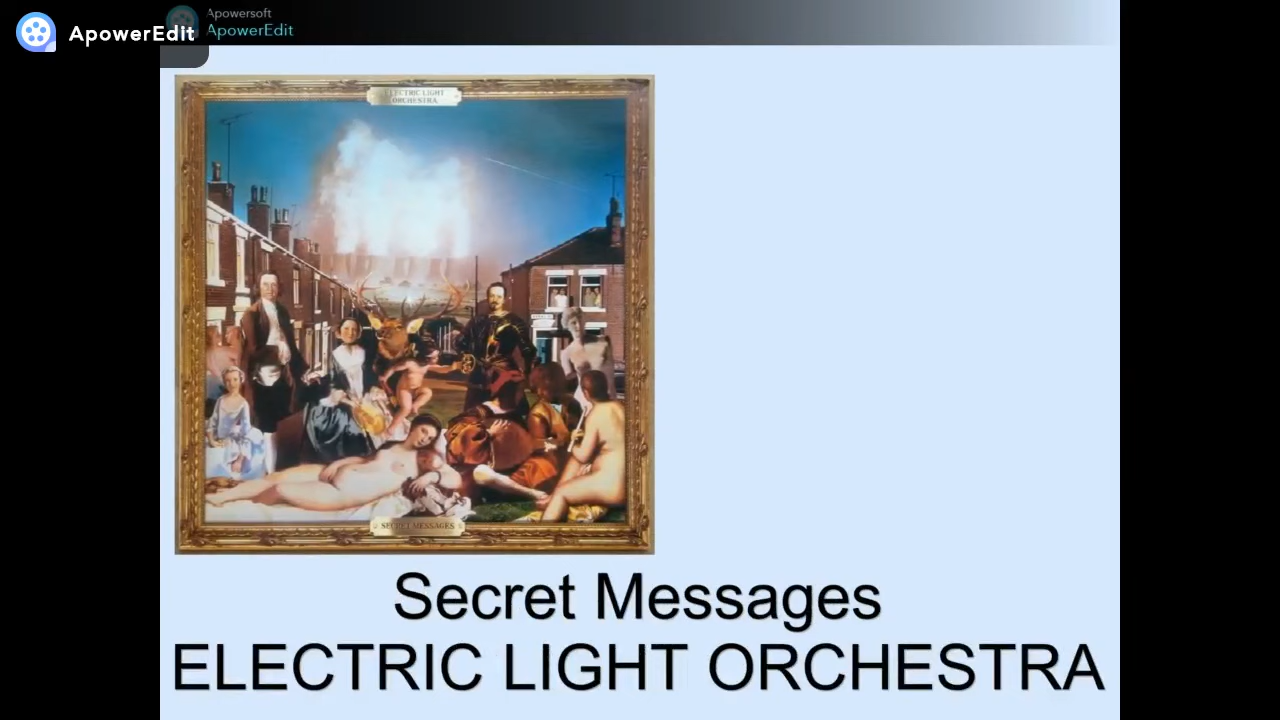 Apowersoft
ApowerEdit
ApowerEdit
ELECTRIC LIGHT
ORCHESTRA
SECRET MESSAGES
Secret Messages
ELECTRIC LIGHT ORCHESTRA